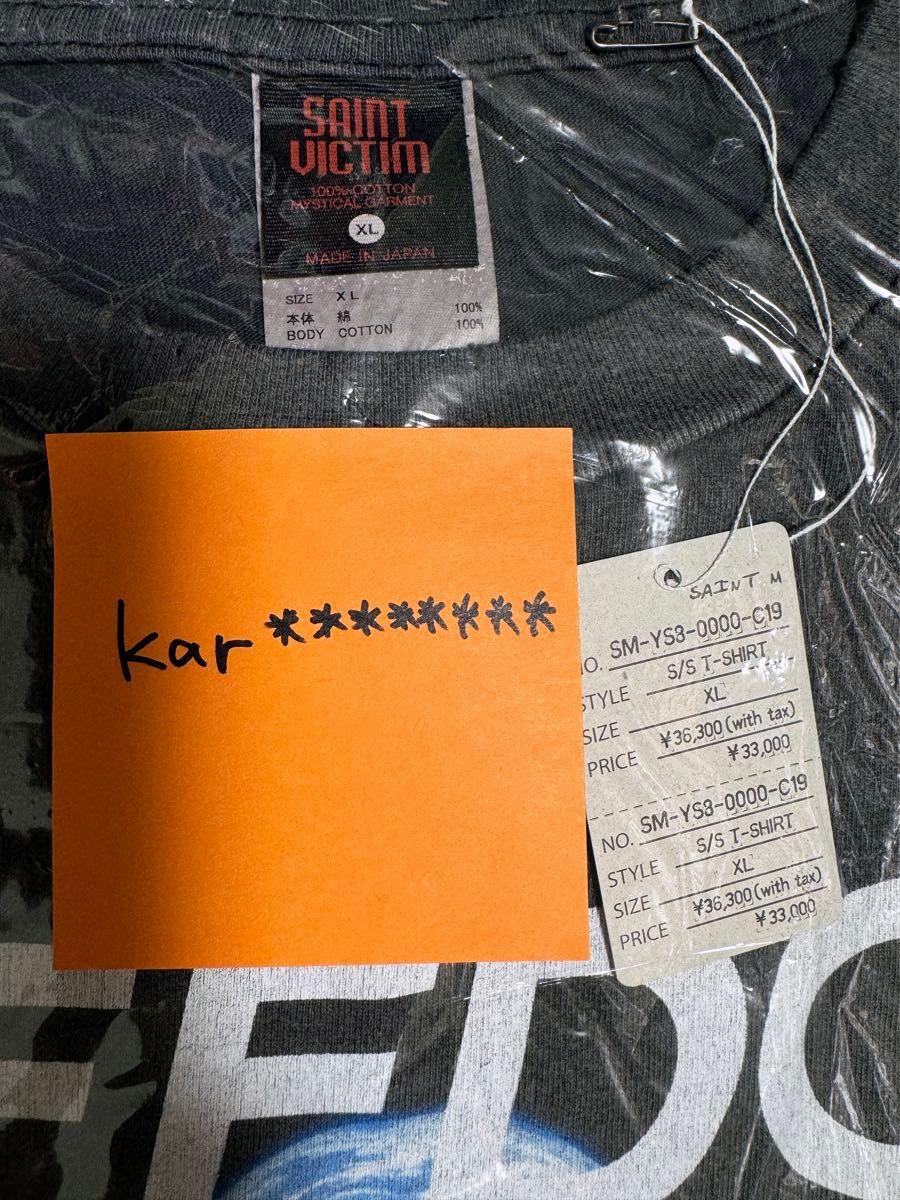 SAINT
VICTIM
100% COTTON
MYSTICAL GARMENT
XL
MADE IN JAPAN
SIZE XL
本体 綿 100%
BODY COTTON 100%
kar********
SAINT M
NO. SM-YS3-0000-C19
STYLE S/S T-SHIRT
SIZE XL
PRICE ¥36,300(with tax)
¥33,000
NO. SM-YS3-0000-C19
STYLE S/S T-SHIRT
SIZE XL
PRICE ¥36,300(with tax)
¥33,000